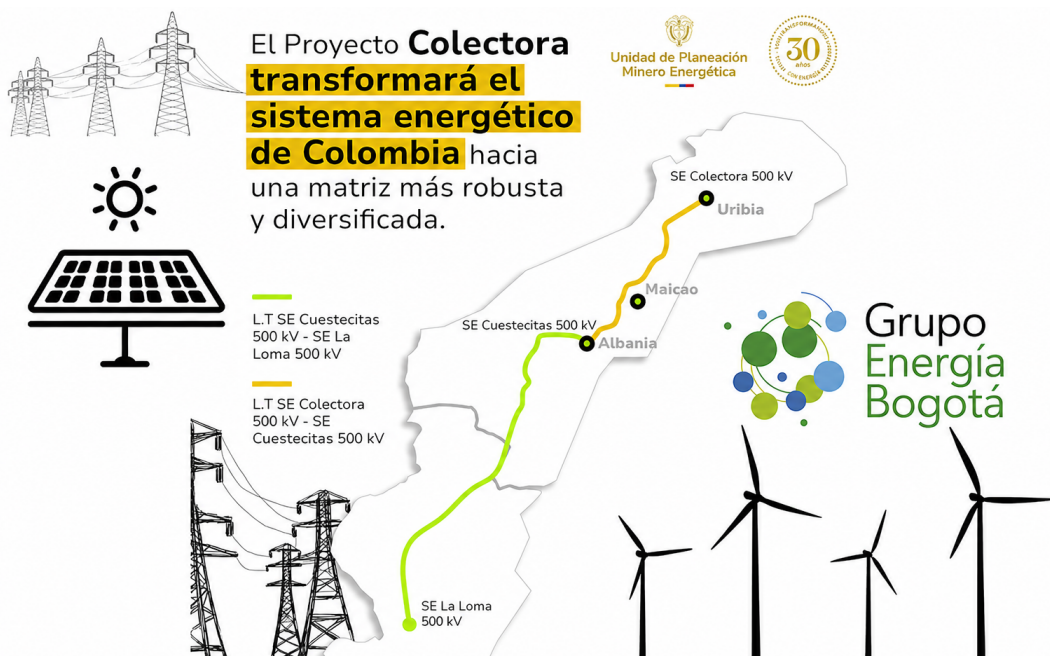 El Proyecto Colectora
transformará el
sistema energético
de Colombia hacia
una matriz más robusta
y diversificada.
Unidad de Planeación
Minero Energética
30
años
SE Colectora 500 kV
Uribia
Maicao
SE Cuestecitas 500 kV
Albania
L.T SE Cuestecitas
500 kV - SE La
Loma 500 kV
L.T SE Colectora
500 kV - SE
Cuestecitas 500 kV
Grupo
Energía
Bogotá
SE La Loma
500 kV